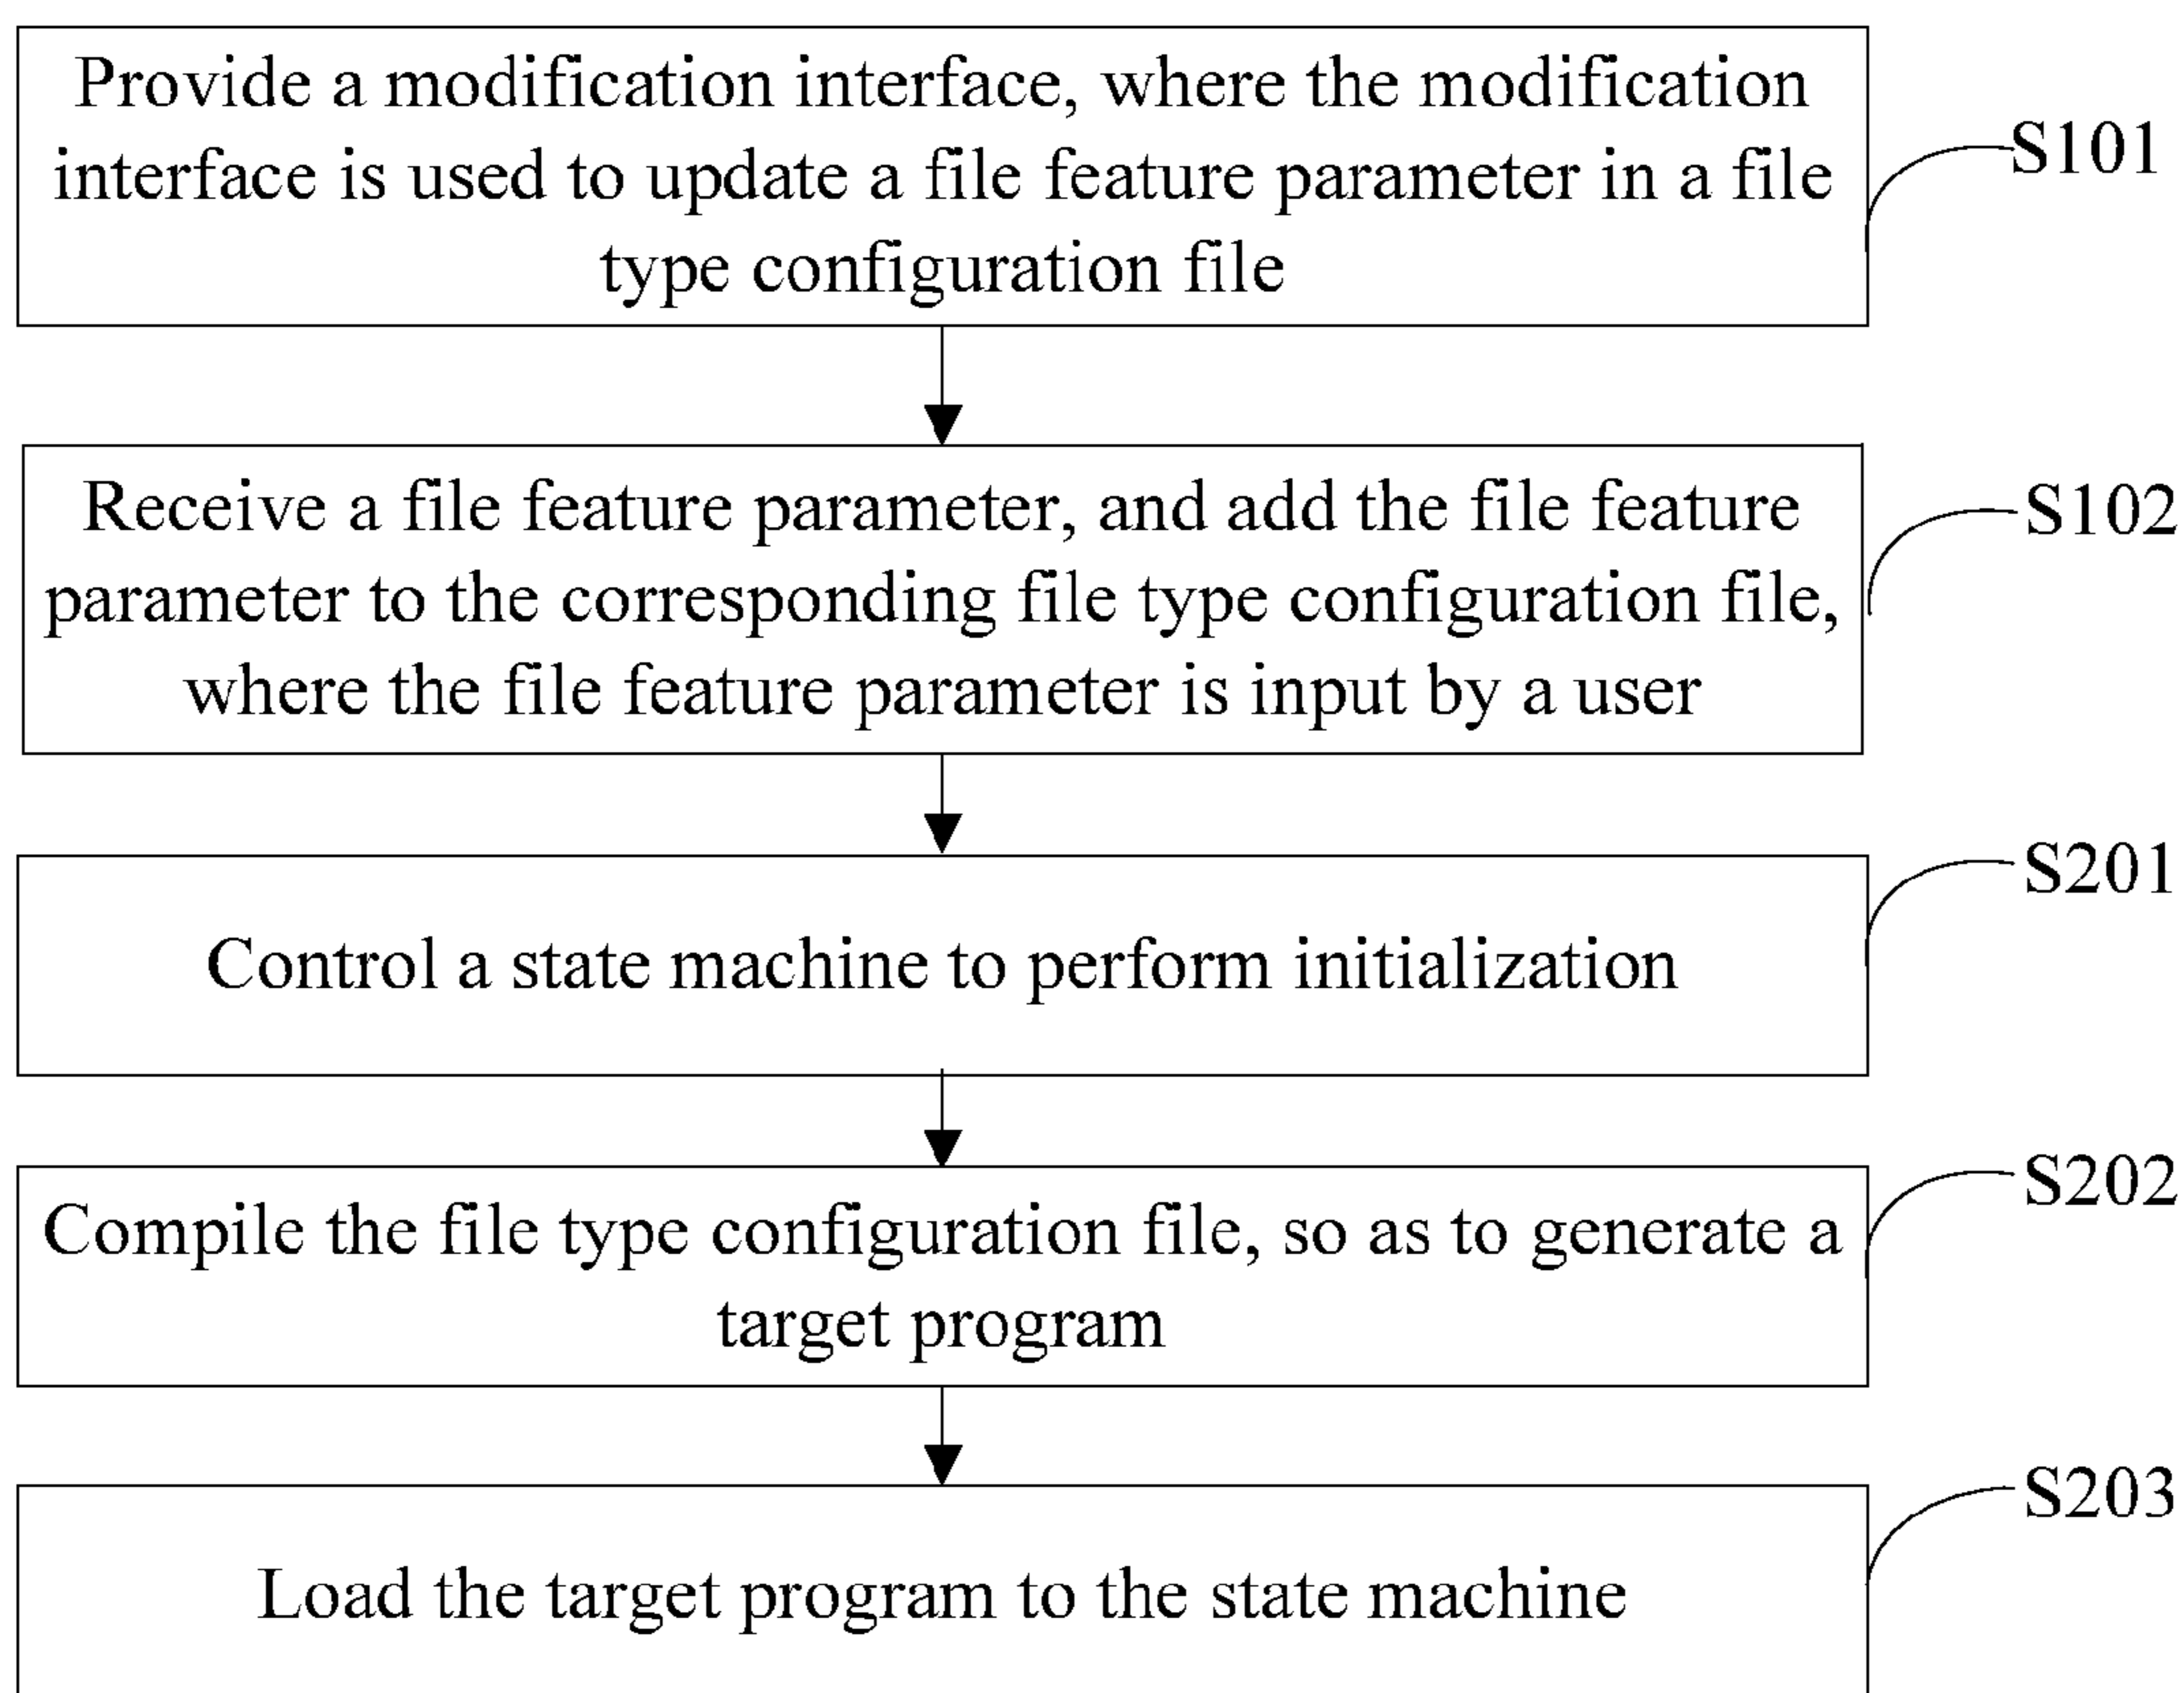 Provide a modification interface, where the modification
interface is used to update a file feature parameter in a file
type configuration file
S101
Receive a file feature parameter, and add the file feature
parameter to the corresponding file type configuration file,
where the file feature parameter is input by a user
S102
Control a state machine to perform initialization
S201
Compile the file type configuration file, so as to generate a
target program
S202
Load the target program to the state machine
S203